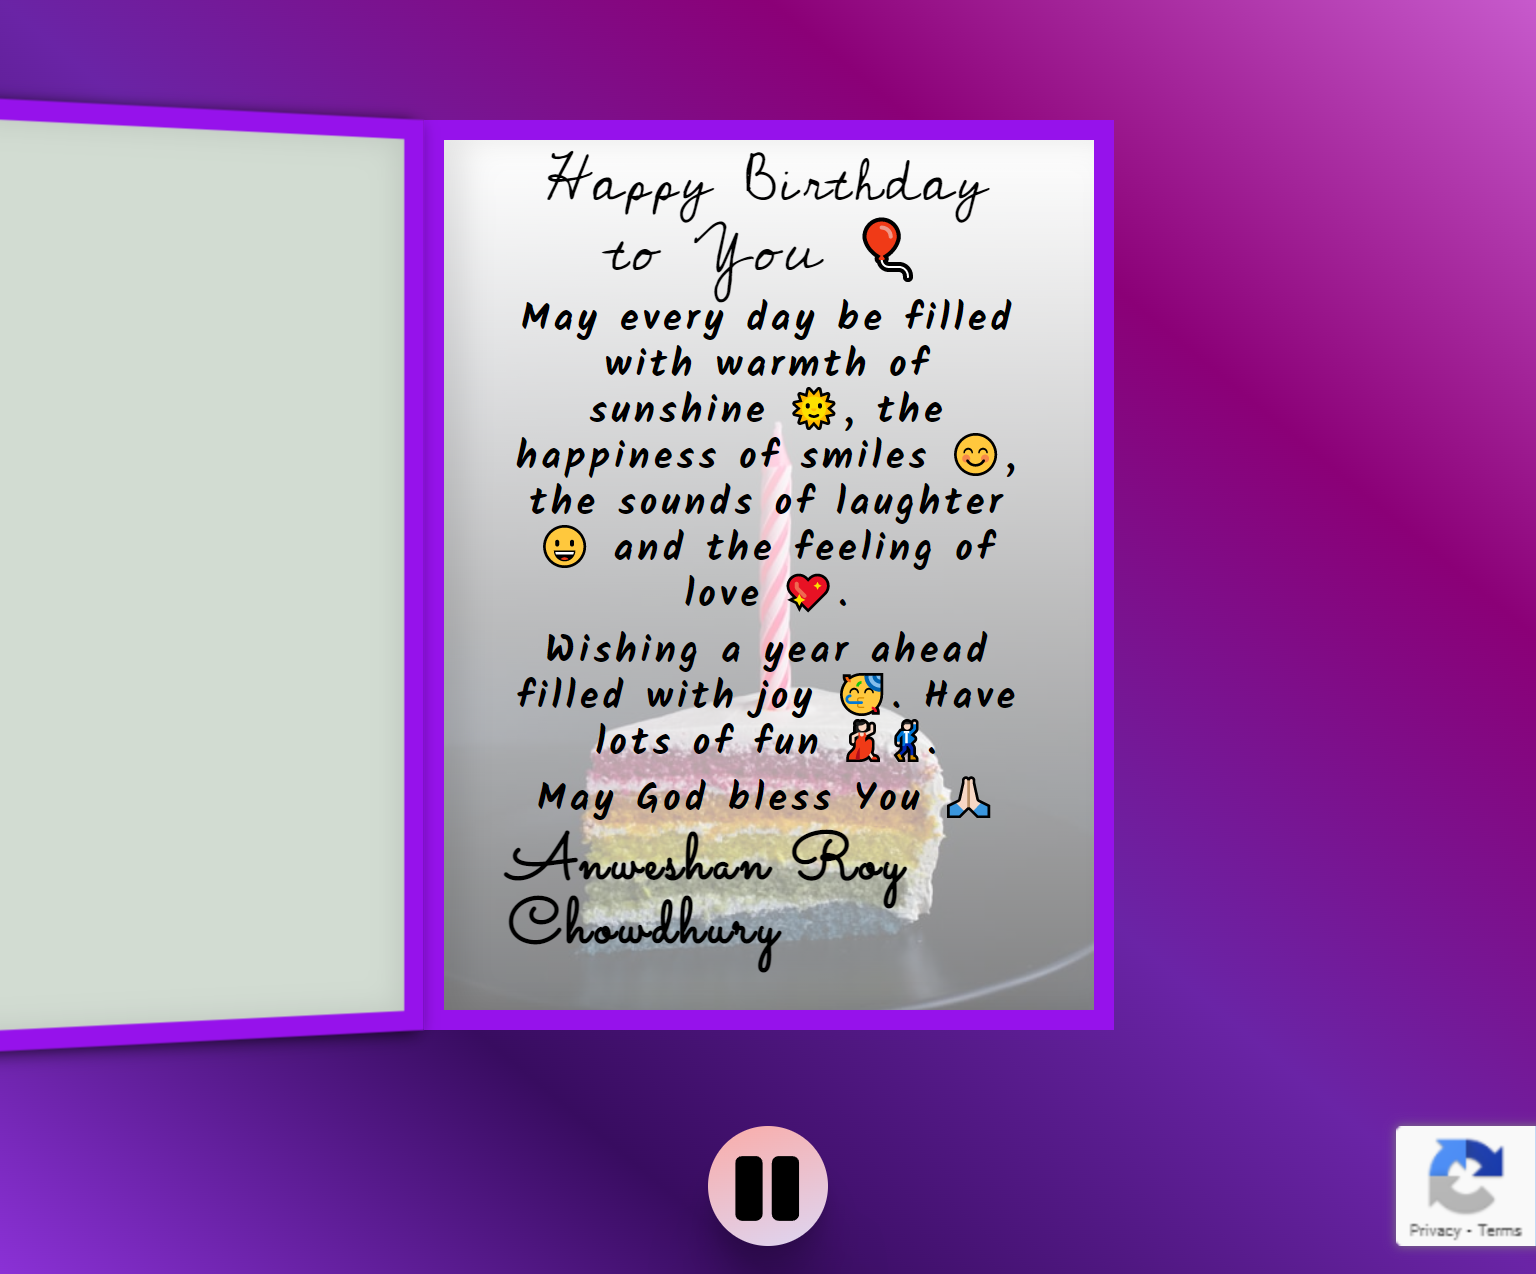 Happy Birthday
to You 🎈
May every day be filled
with warmth of
sunshine 🌞, the
happiness of smiles 😊,
the sounds of laughter
😀 and the feeling of
love 💖.
Wishing a year ahead
filled with joy 🥳. Have
lots of fun 💃🏻🕺🏻.
May God bless You 🙏🏻
Anweshan Roy
Chowdhury
Privacy - Terms